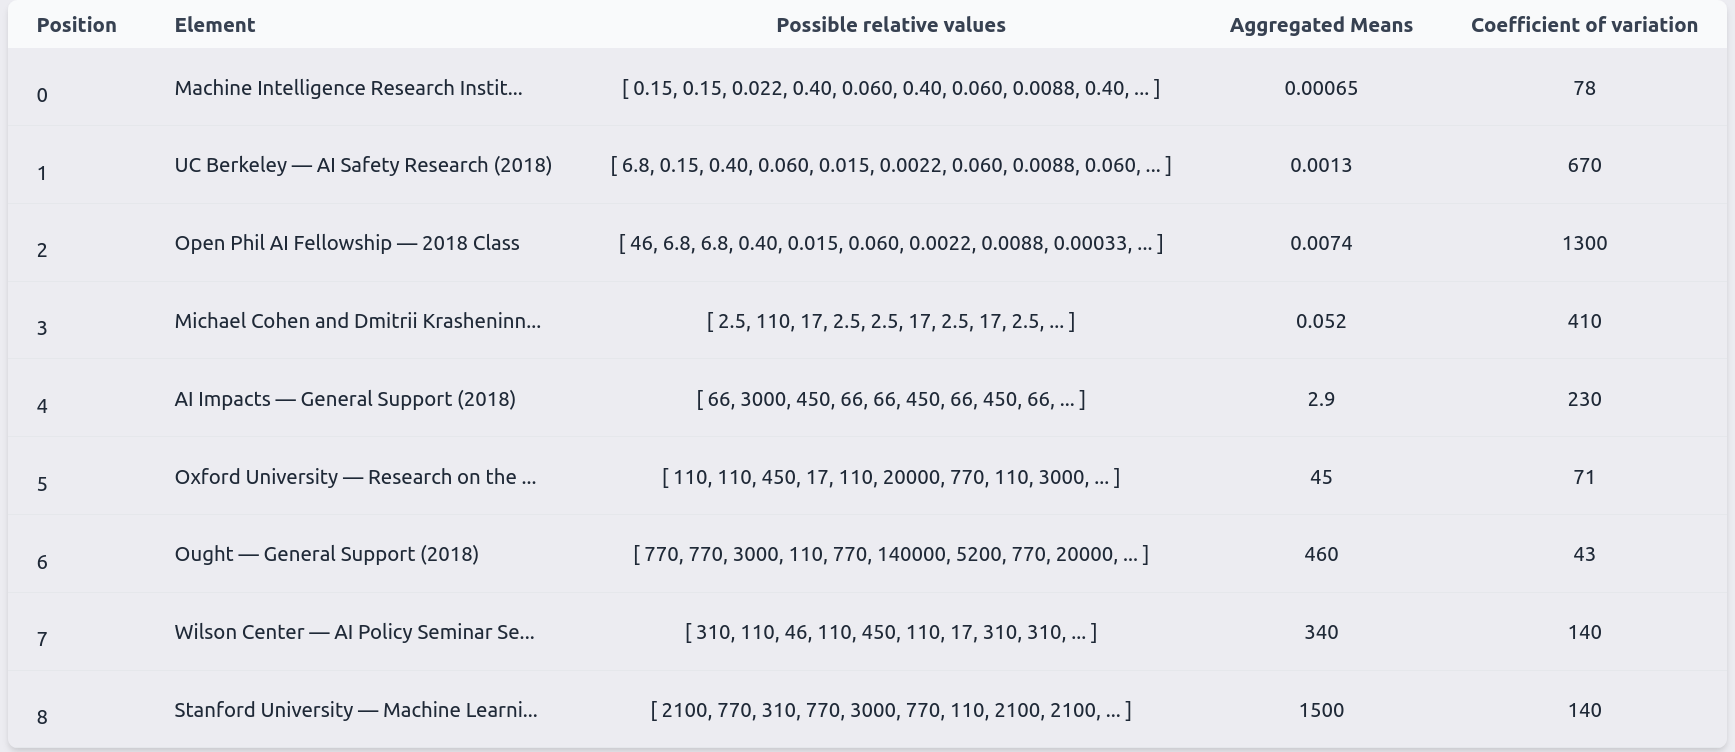 Position Element Possible relative values Aggregated Means Coefficient of variation
0 Machine Intelligence Research Instit... [ 0.15, 0.15, 0.022, 0.40, 0.060, 0.40, 0.060, 0.0088, 0.40, ... ] 0.00065 78
1 UC Berkeley — AI Safety Research (2018) [ 6.8, 0.15, 0.40, 0.060, 0.015, 0.0022, 0.060, 0.0088, 0.060, ... ] 0.0013 670
2 Open Phil AI Fellowship — 2018 Class [ 46, 6.8, 6.8, 0.40, 0.015, 0.060, 0.0022, 0.0088, 0.00033, ... ] 0.0074 1300
3 Michael Cohen and Dmitrii Krasheninn... [ 2.5, 110, 17, 2.5, 2.5, 17, 2.5, 17, 2.5, ... ] 0.052 410
4 AI Impacts — General Support (2018) [ 66, 3000, 450, 66, 66, 450, 66, 450, 66, ... ] 2.9 230
5 Oxford University — Research on the ... [ 110, 110, 450, 17, 110, 20000, 770, 110, 3000, ... ] 45 71
6 Ought — General Support (2018) [ 770, 770, 3000, 110, 770, 140000, 5200, 770, 20000, ... ] 460 43
7 Wilson Center — AI Policy Seminar Se... [ 310, 110, 46, 110, 450, 110, 17, 310, 310, ... ] 340 140
8 Stanford University — Machine Learni... [ 2100, 770, 310, 770, 3000, 770, 110, 2100, 2100, ... ] 1500 140